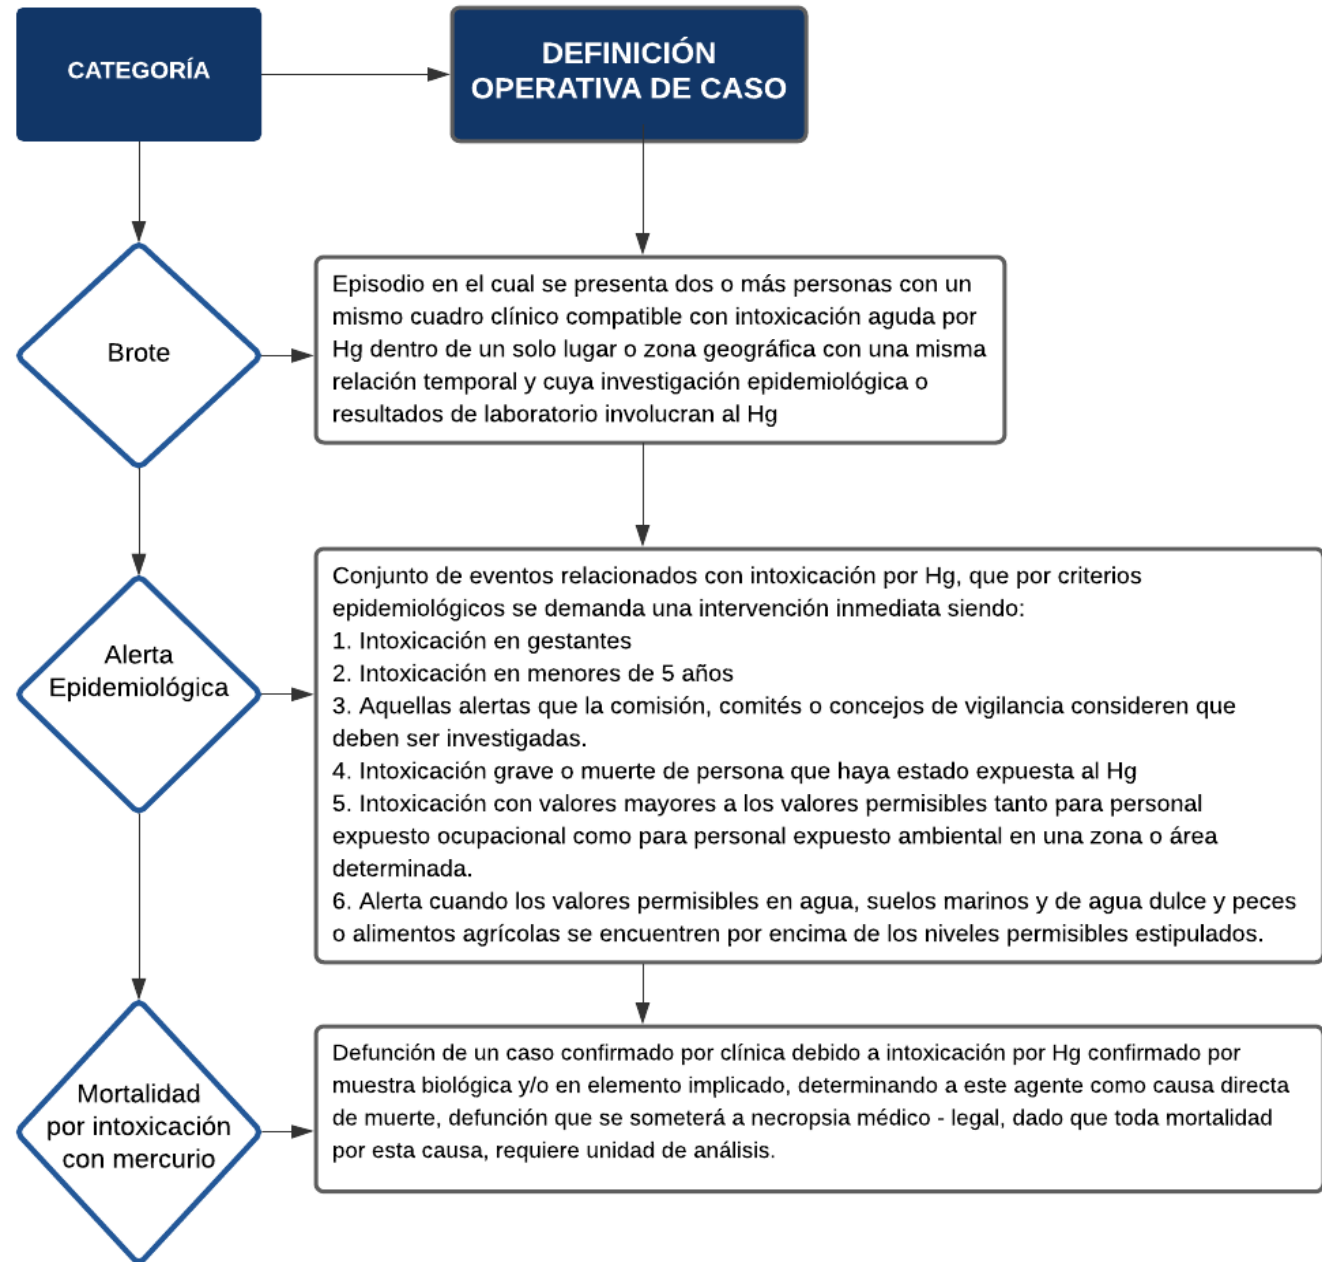 CATEGORÍA
DEFINICIÓN
OPERATIVA DE CASO
Brote
Episodio en el cual se presenta dos o más personas con un
mismo cuadro clínico compatible con intoxicación aguda por
Hg dentro de un solo lugar o zona geográfica con una misma
relación temporal y cuya investigación epidemiológica o
resultados de laboratorio involucran al Hg
Alerta
Epidemiológica
Conjunto de eventos relacionados con intoxicación por Hg, que por criterios
epidemiológicos se demanda una intervención inmediata siendo:
1. Intoxicación en gestantes
2. Intoxicación en menores de 5 años
3. Aquellas alertas que la comisión, comités o concejos de vigilancia consideren que
deben ser investigadas.
4. Intoxicación grave o muerte de persona que haya estado expuesta al Hg
5. Intoxicación con valores mayores a los valores permisibles tanto para personal
expuesto ocupacional como para personal expuesto ambiental en una zona o área
determinada.
6. Alerta cuando los valores permisibles en agua, suelos marinos y de agua dulce y peces
o alimentos agrícolas se encuentren por encima de los niveles permisibles estipulados.
Mortalidad
por intoxicación
con mercurio
Defunción de un caso confirmado por clínica debido a intoxicación por Hg confirmado por
muestra biológica y/o en elemento implicado, determinando a este agente como causa directa
de muerte, defunción que se someterá a necropsia médico - legal, dado que toda mortalidad
por esta causa, requiere unidad de análisis.